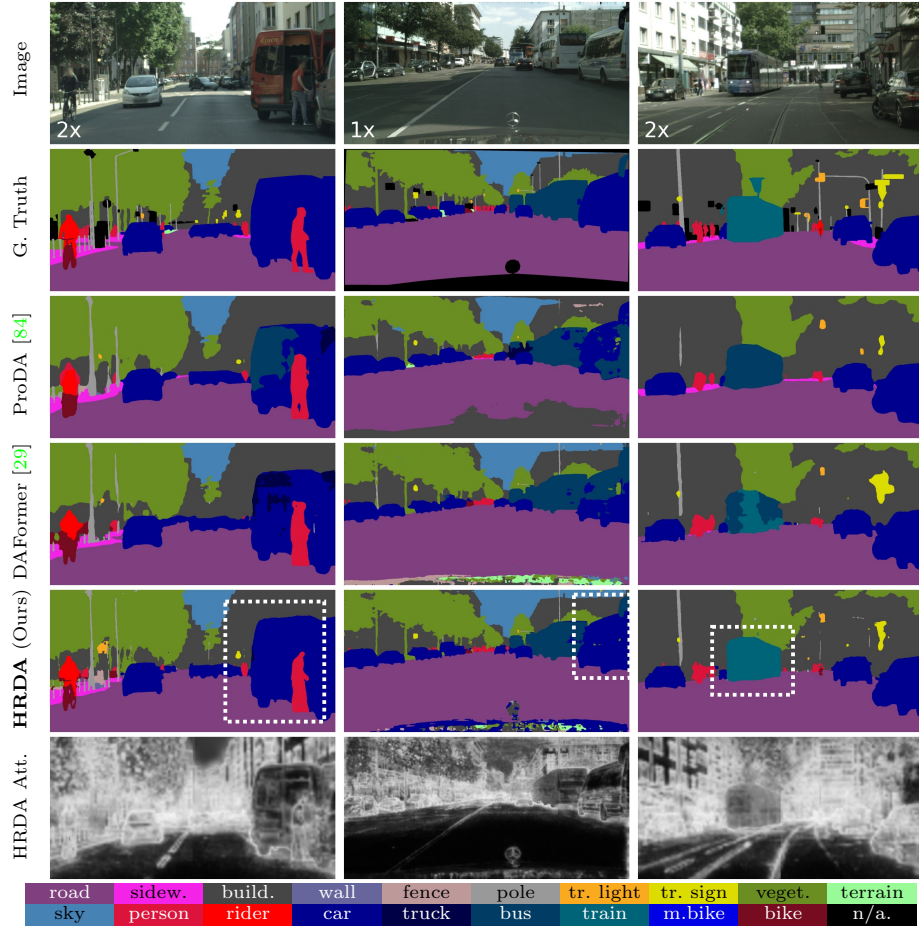 Image
2x
1x
2x
G. Truth
ProDA [84]
DAFormer [29]
HRDA (Ours)
HRDA Att.
road sidew. build. wall fence pole tr. light tr. sign veget. terrain
sky person rider car truck bus train m.bike bike n/a.